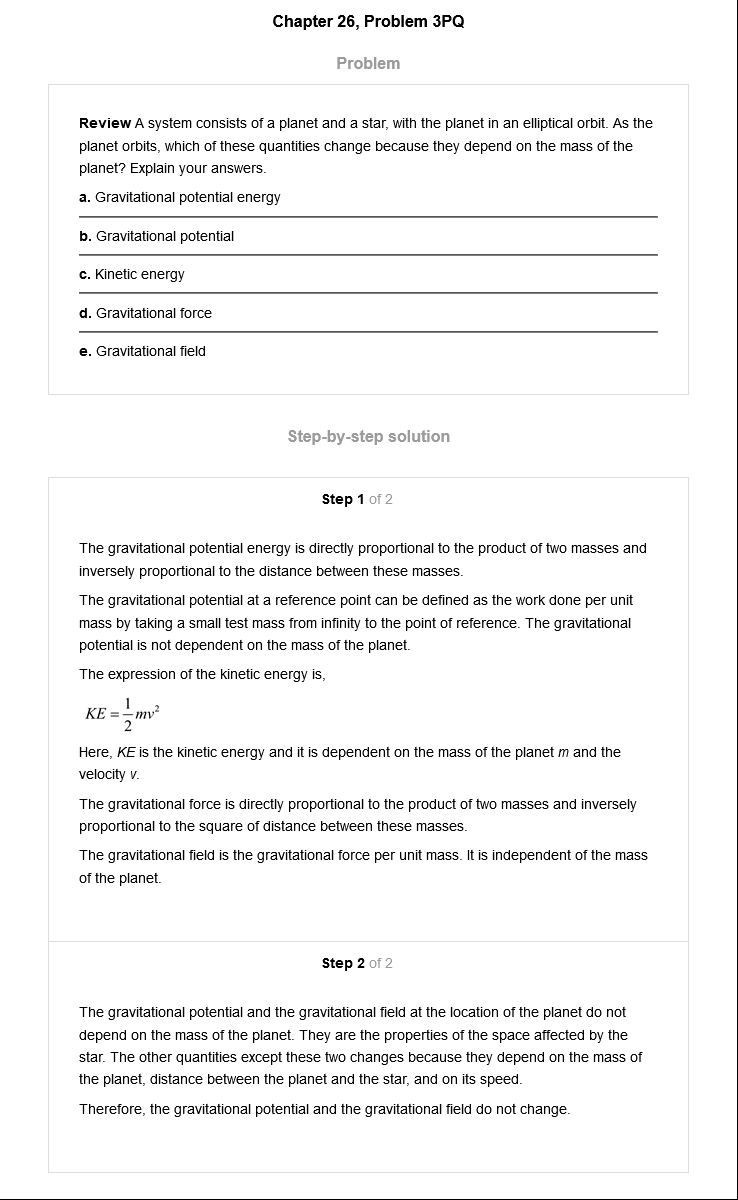 Chapter 26, Problem 3PQ
Problem
Review A system consists of a planet and a star, with the planet in an elliptical orbit. As the
planet orbits, which of these quantities change because they depend on the mass of the
planet? Explain your answers.
a. Gravitational potential energy
b. Gravitational potential
c. Kinetic energy
d. Gravitational force
e. Gravitational field
Step-by-step solution
Step 1 of 2
The gravitational potential energy is directly proportional to the product of two masses and
inversely proportional to the distance between these masses.
The gravitational potential at a reference point can be defined as the work done per unit
mass by taking a small test mass from infinity to the point of reference. The gravitational
potential is not dependent on the mass of the planet.
The expression of the kinetic energy is,
KE = 1/2 mv²
Here, KE is the kinetic energy and it is dependent on the mass of the planet m and the
velocity v.
The gravitational force is directly proportional to the product of two masses and inversely
proportional to the square of distance between these masses.
The gravitational field is the gravitational force per unit mass. It is independent of the mass
of the planet.
Step 2 of 2
The gravitational potential and the gravitational field at the location of the planet do not
depend on the mass of the planet. They are the properties of the space affected by the
star. The other quantities except these two changes because they depend on the mass of
the planet, distance between the planet and the star, and on its speed.
Therefore, the gravitational potential and the gravitational field do not change.